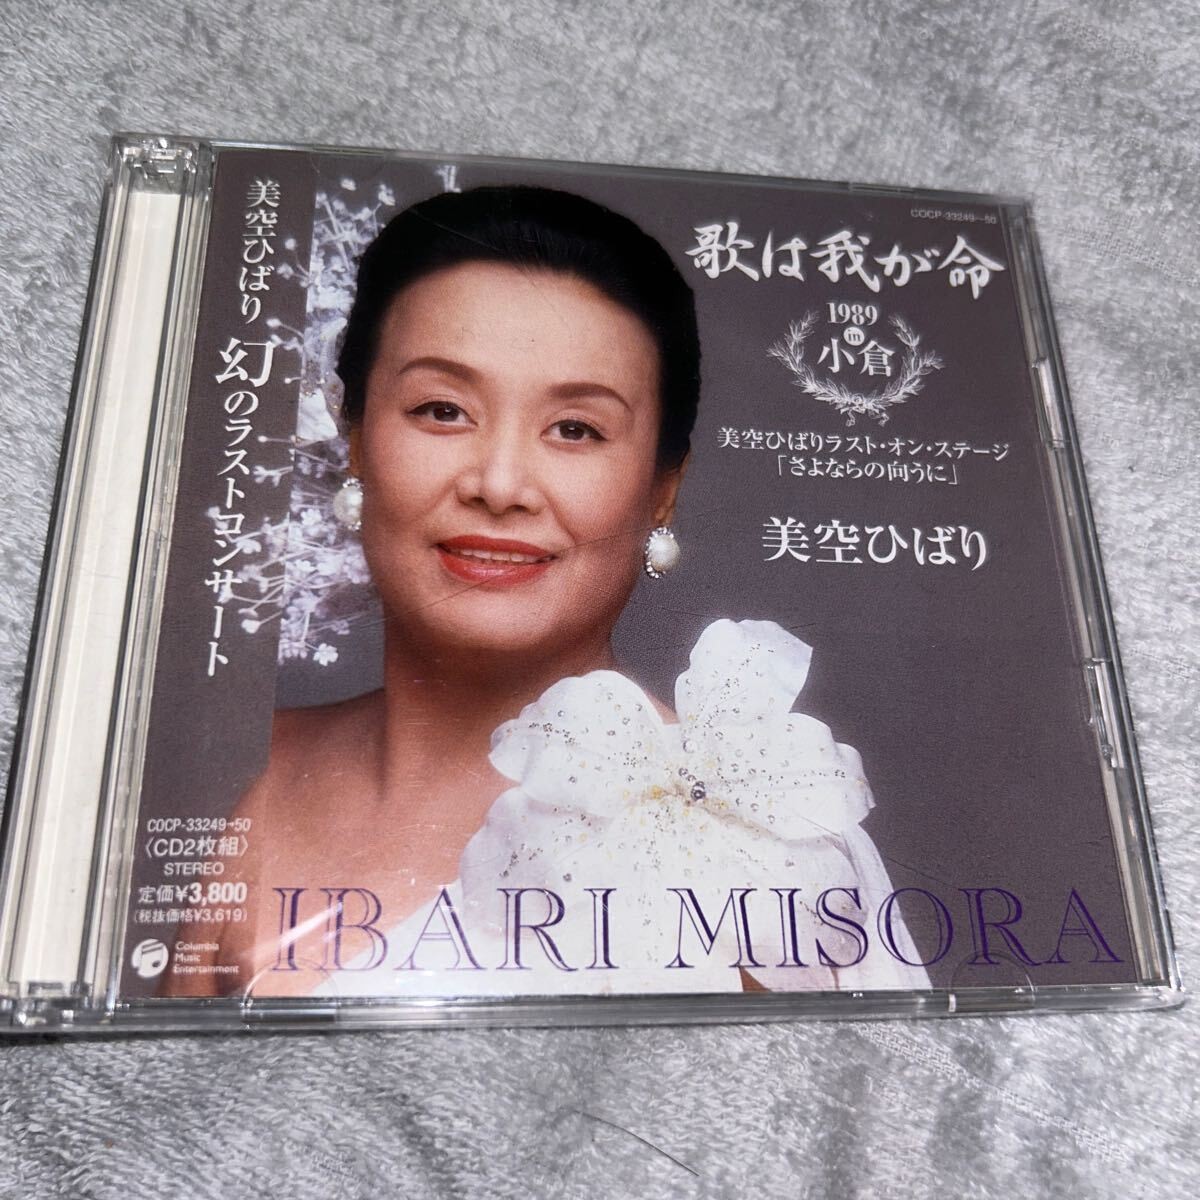 美空ひばり 幻のラストコンサート
COCP-33249→50
〈CD2枚組〉
STEREO
定価¥3,800
(税抜価格¥3,619)
Columbia
Music
Entertainment
COCP-33249~50
歌は我が命
1989
in
小倉
美空ひばりラスト・オン・ステージ
「さよならの向うに」
美空ひばり
IBARI MISORA